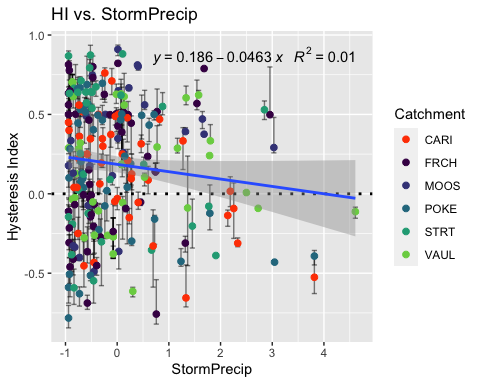 HI vs. StormPrecip
y = 0.186 − 0.0463 x R² = 0.01
1.0
0.5
0.0
-0.5
Hysteresis Index
-1 0 1 2 3 4
StormPrecip
Catchment
CARI
FRCH
MOOS
POKE
STRT
VAUL